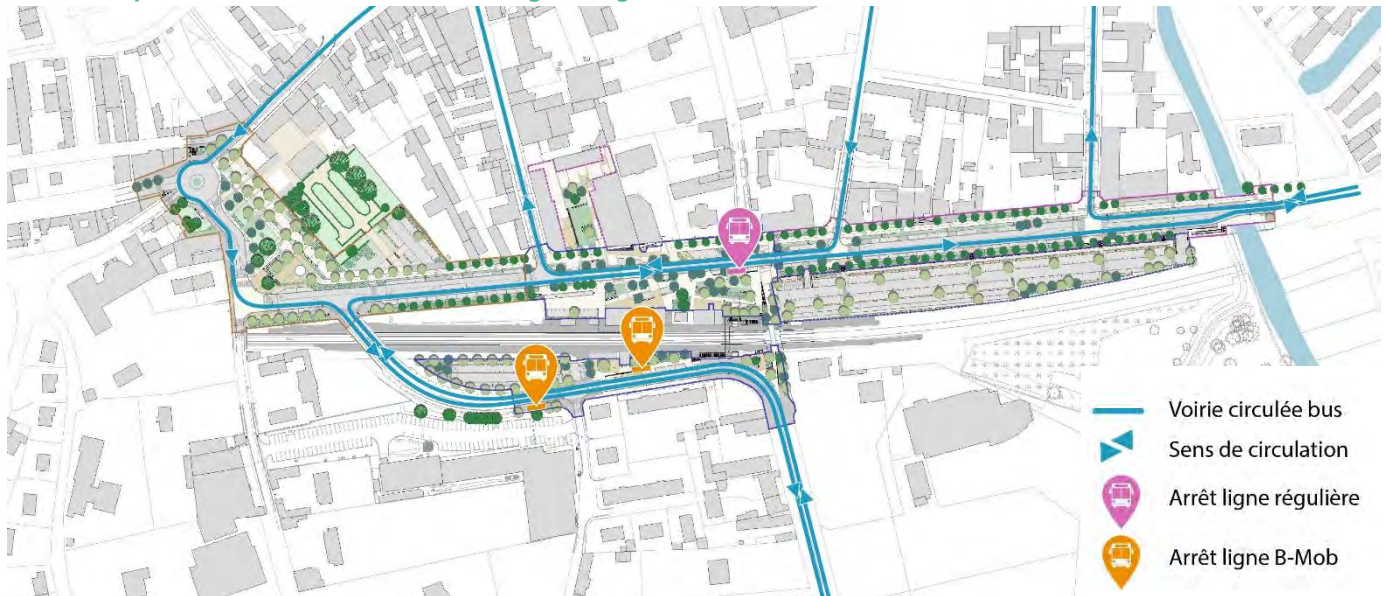 Voirie circulée bus
Sens de circulation
Arrêt ligne régulière
Arrêt ligne B-Mob